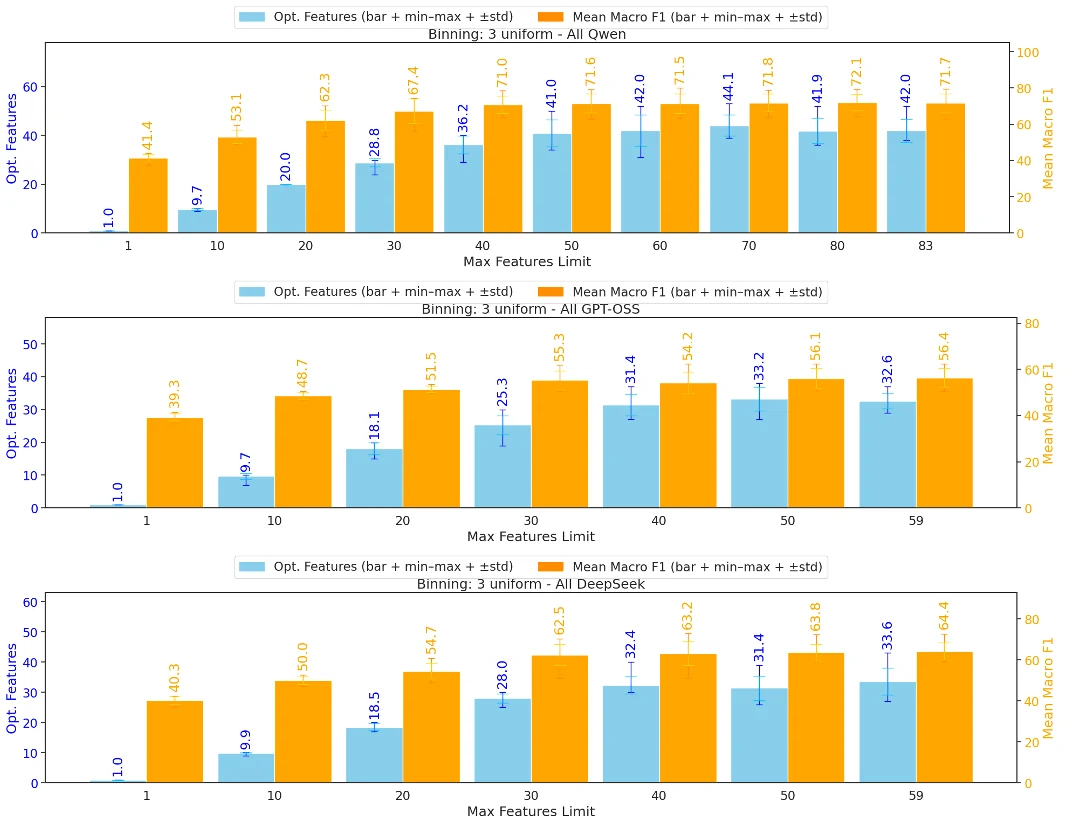 Opt. Features (bar + min–max + ±std) Mean Macro F1 (bar + min–max + ±std)
Binning: 3 uniform - All Qwen
Opt. Features
0 20 40 60
1.0 41.4 9.7 53.1 20.0 62.3 28.8 67.4 36.2 71.0 41.0 71.6 42.0 71.5 44.1 71.8 41.9 72.1 42.0 71.7
0 20 40 60 80 100
Mean Macro F1
1 10 20 30 40 50 60 70 80 83
Max Features Limit
Opt. Features (bar + min–max + ±std) Mean Macro F1 (bar + min–max + ±std)
Binning: 3 uniform - All GPT-OSS
Opt. Features
0 10 20 30 40 50
1.0 39.3 9.7 48.7 18.1 51.5 25.3 55.3 31.4 54.2 33.2 56.1 32.6 56.4
0 20 40 60 80
Mean Macro F1
1 10 20 30 40 50 59
Max Features Limit
Opt. Features (bar + min–max + ±std) Mean Macro F1 (bar + min–max + ±std)
Binning: 3 uniform - All DeepSeek
Opt. Features
0 10 20 30 40 50 60
1.0 40.3 9.9 50.0 18.5 54.7 28.0 62.5 32.4 63.2 31.4 63.8 33.6 64.4
0 20 40 60 80
Mean Macro F1
1 10 20 30 40 50 59
Max Features Limit